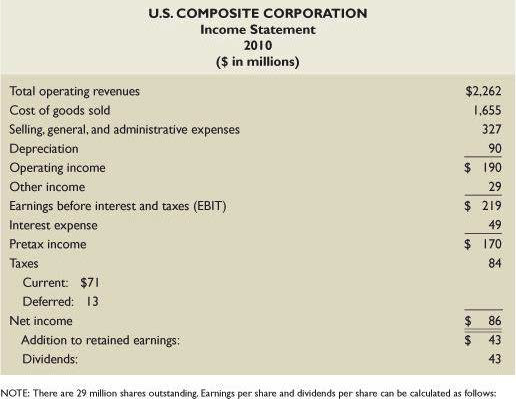 U.S. COMPOSITE CORPORATION
Income Statement
2010
($ in millions)
Total operating revenues $2,262
Cost of goods sold 1,655
Selling, general, and administrative expenses 327
Depreciation 90
Operating income $ 190
Other income 29
Earnings before interest and taxes (EBIT) $ 219
Interest expense 49
Pretax income $ 170
Taxes 84
Current: $71
Deferred: 13
Net income $ 86
Addition to retained earnings: $ 43
Dividends: 43
NOTE: There are 29 million shares outstanding. Earnings per share and dividends per share can be calculated as follows: